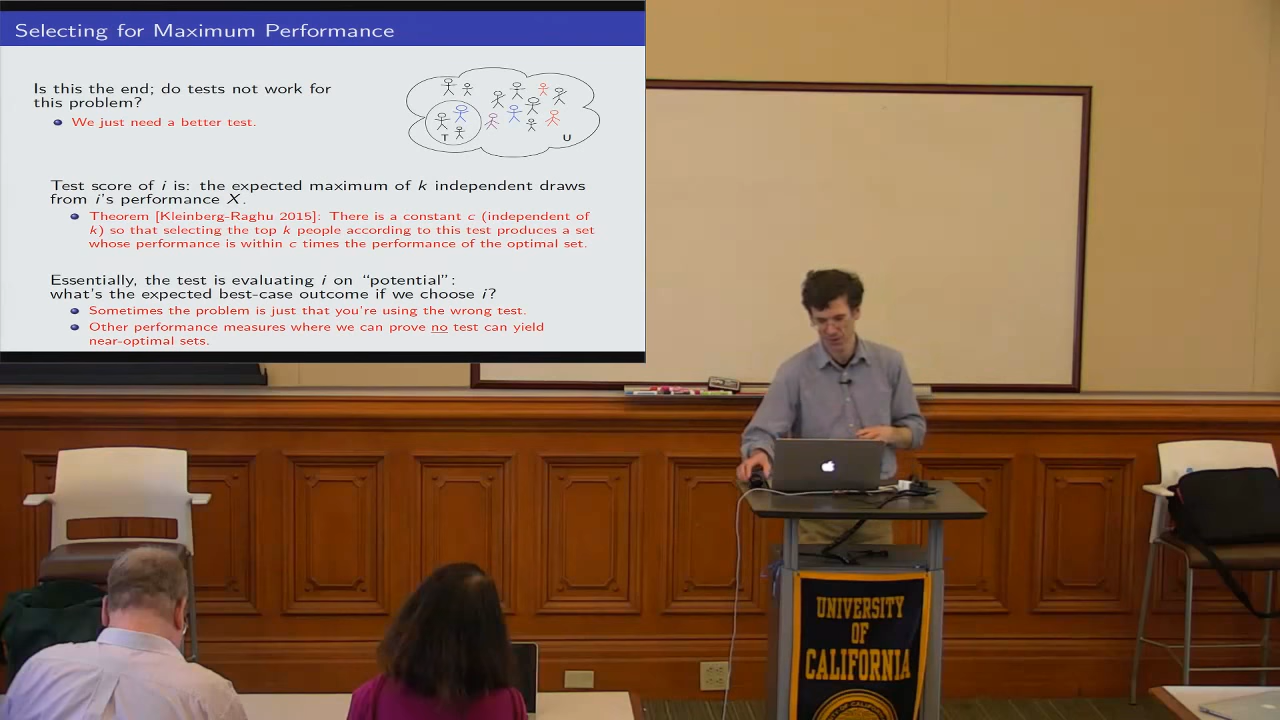 Selecting for Maximum Performance
Is this the end; do tests not work for
this problem?
We just need a better test.
T
U
Test score of i is: the expected maximum of k independent draws
from i's performance X.
Theorem [Kleinberg-Raghu 2015]: There is a constant c (independent of
k) so that selecting the top k people according to this test produces a set
whose performance is within c times the performance of the optimal set.
Essentially, the test is evaluating i on "potential":
what's the expected best-case outcome if we choose i?
Sometimes the problem is just that you're using the wrong test.
Other performance measures where we can prove no test can yield
near-optimal sets.
UNIVERSITY
OF
CALIFORNIA